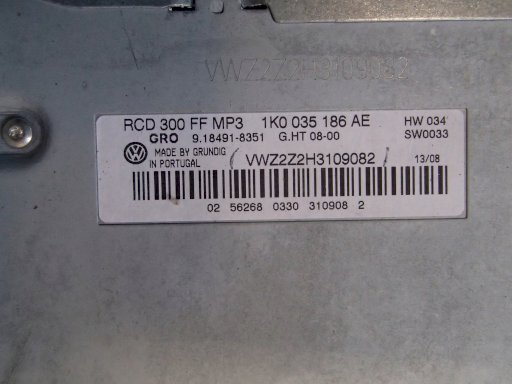 VWZ2Z2H3109082
RCD 300 FF MP3 1K0 035 186 AE HW 034
GRO 9.18491-8351 G.HT 08-00 SW0033
MADE BY GRUNDIG VWZ2Z2H3109082 13/08
IN PORTUGAL
02 56268 0330 310908 2